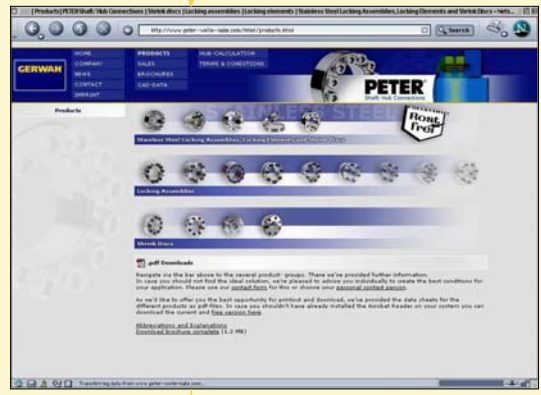 [Products] PETER Shaft/Hub Connections | Shrink discs |Locking assemblies |Locking elements | Stainless Steel Locking Assemblies, Locking Elements and Shrink Discs - Nets...
http://www.peter-welle-nabe.com/html/products.html
Search
HOME
COMPANY
NEWS
CONTACT
IMPRINT
PRODUCTS
SALES
BROCHURES
CAD-DATA
HUB-CALCULATION
TERMS & CONDITIONS
GERWAH
PETER
Shaft Hub Connections
Products
STAINLESS STEEL
Rost
frei
Stainless Steel Locking Assemblies, Locking Elements and Shrink Discs
Locking Assemblies
Shrink Discs
.pdf Downloads
Navigate via the bar above to the several product- groups. There we've provided further information.
In case you should not find the ideal solution, we're pleased to advise you individually to create the best conditions for
your application. Please use our contact form for this or choose your personal contact person.
As we'd like to offer you the best opportunity for printout and download, we've provided the data sheets for the
different products as pdf-files. In case you shouldn't have already installed the Acrobat Reader on your system you can
download the current and free version here.
Abbreviations and Explanations
Download brochure complete (1.2 MB)
Transferring data from www.peter-welle-nabe.com...